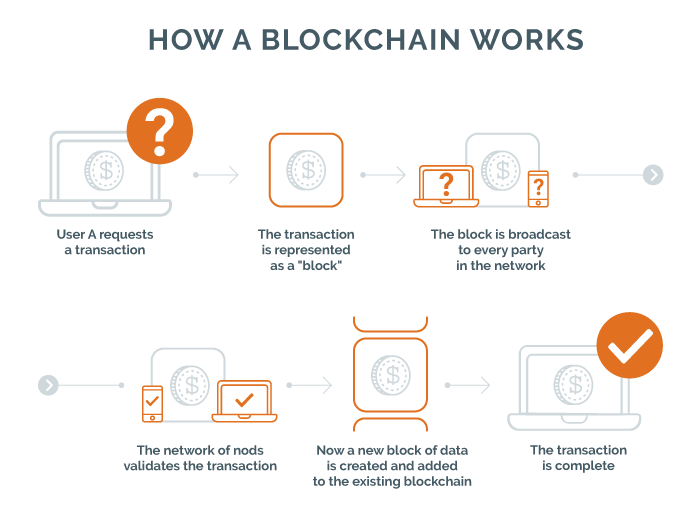 HOW A BLOCKCHAIN WORKS
User A requests
a transaction
The transaction
is represented
as a "block"
The block is broadcast
to every party
in the network
The network of nods
validates the transaction
Now a new block of data
is created and added
to the existing blockchain
The transaction
is complete